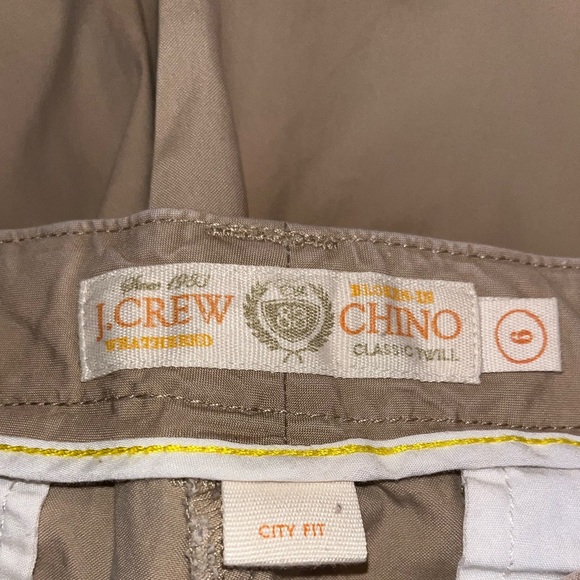 Since 1983
J.CREW
WEATHERED
83
BROKEN-IN
CHINO
CLASSIC TWILL
6
CITY FIT